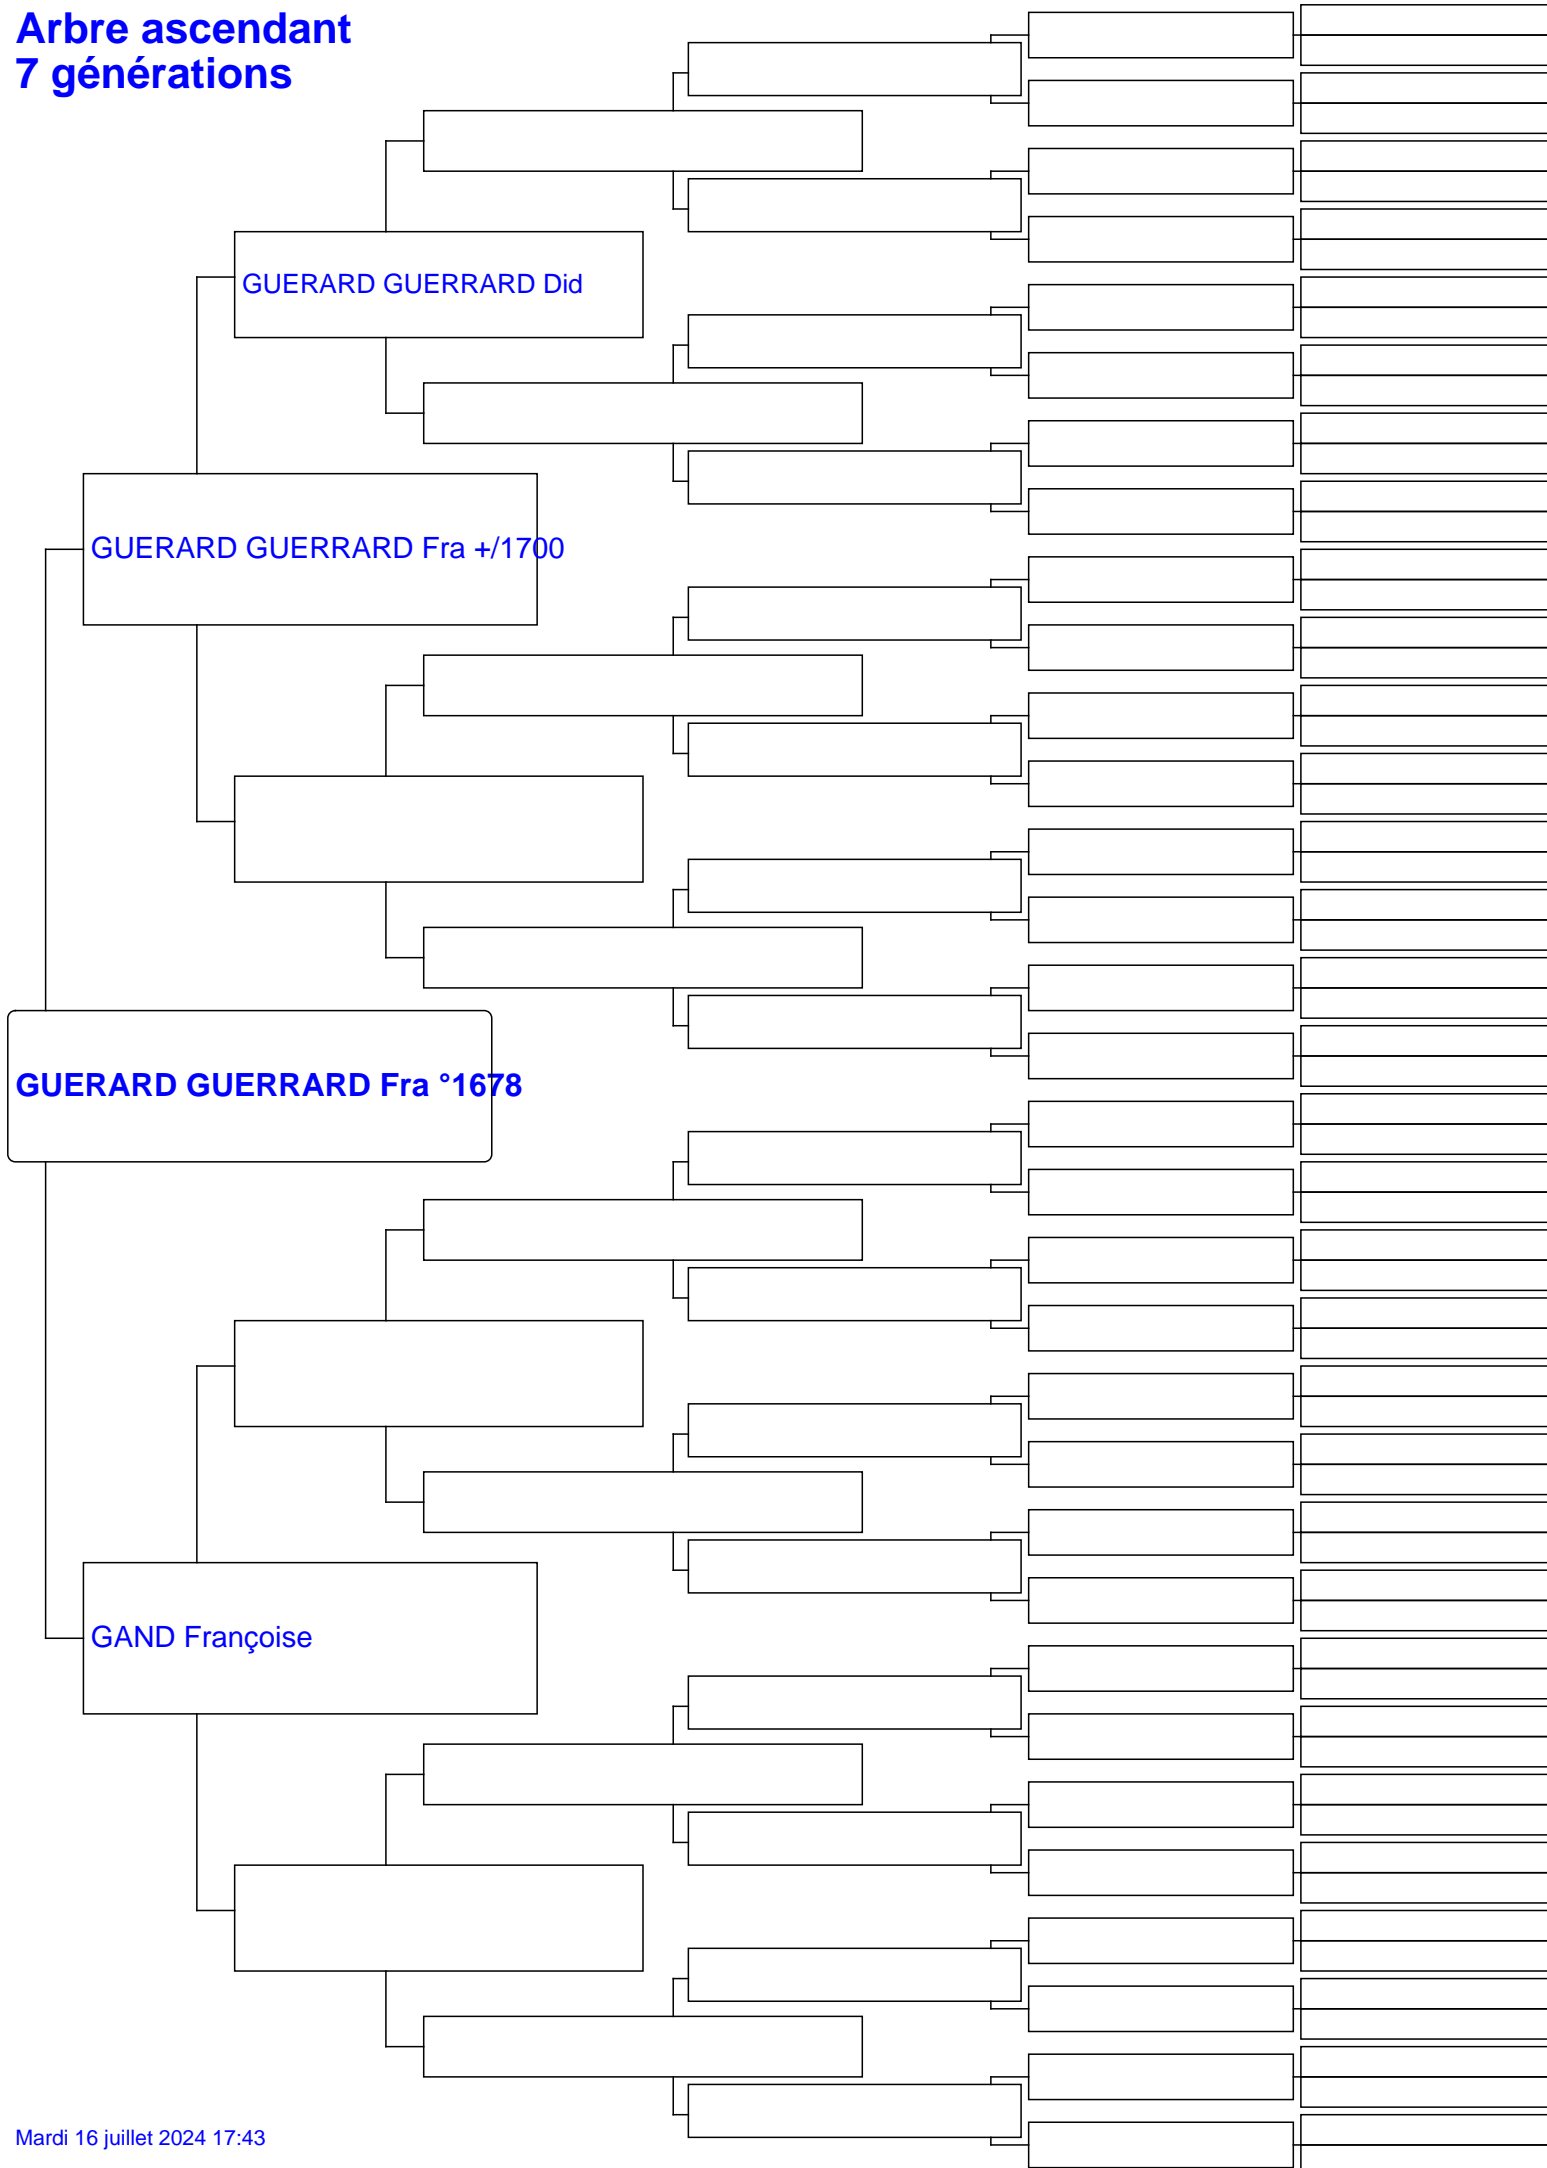 Arbre ascendant
7 générations
GUERARD GUERRARD Did
GUERARD GUERRARD Fra +/1700
GUERARD GUERRARD Fra °1678
GAND Françoise
Mardi 16 juillet 2024 17:43